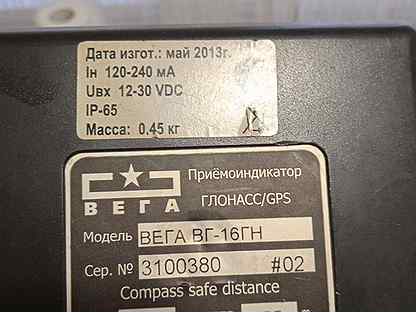 Дата изгот.: май 2013г.
Iн 120-240 мА
Uвх 12-30 VDC
IP-65
Масса: 0,45 кг
ВЕГА
Приёмоиндикатор
ГЛОНАСС/GPS
Модель ВЕГА ВГ-16ГН
Сер. № 3100380 #02
Compass safe distance